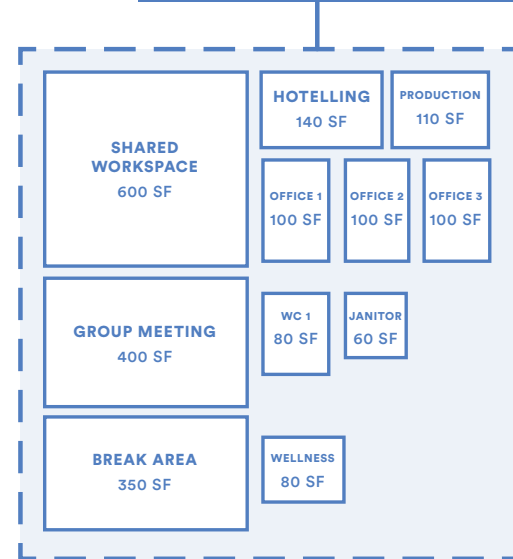 SHARED
WORKSPACE
600 SF
HOTELLING
140 SF
PRODUCTION
110 SF
OFFICE 1
100 SF
OFFICE 2
100 SF
OFFICE 3
100 SF
GROUP MEETING
400 SF
WC 1
80 SF
JANITOR
60 SF
BREAK AREA
350 SF
WELLNESS
80 SF